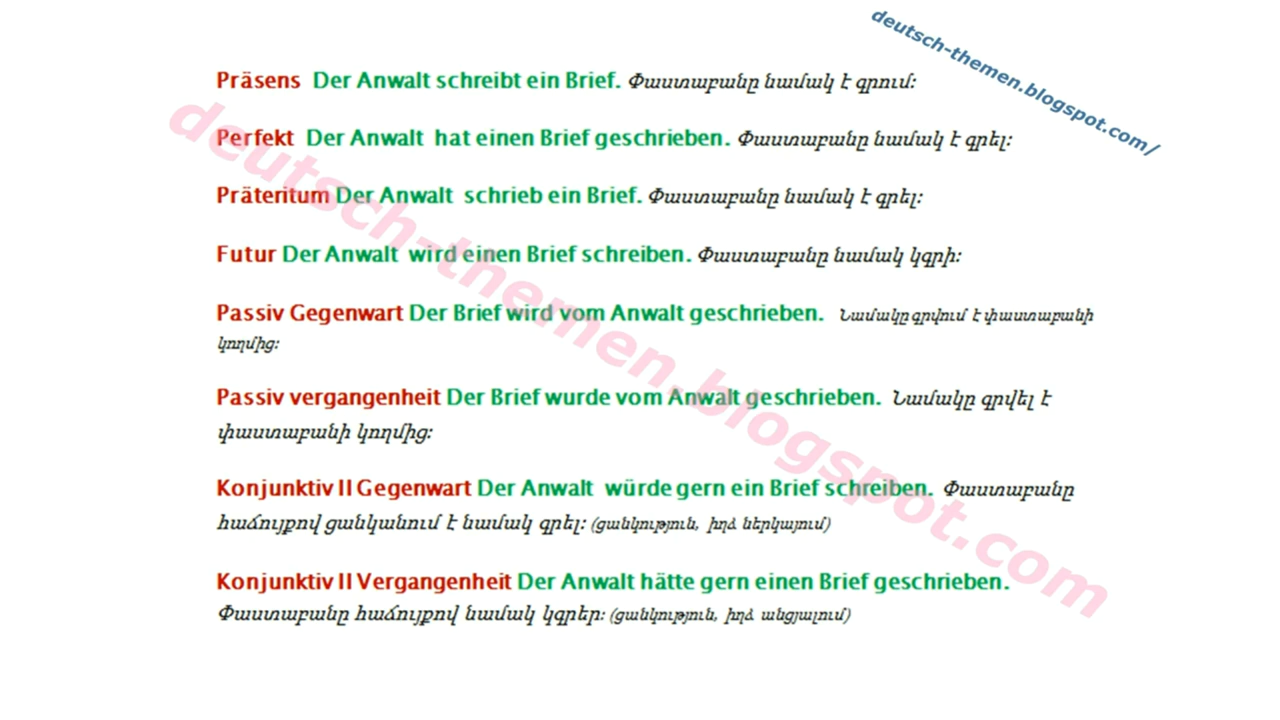 deutsch-themen.blogspot.com/
Präsens Der Anwalt schreibt ein Brief. Փաստաբանը նամակ է գրում:
Perfekt Der Anwalt hat einen Brief geschrieben. Փաստաբանը նամակ է գրել:
Präteritum Der Anwalt schrieb ein Brief. Փաստաբանը նամակ է գրել:
Futur Der Anwalt wird einen Brief schreiben. Փաստաբանը նամակ կգրի:
Passiv Gegenwart Der Brief wird vom Anwalt geschrieben. Նամակը գրվում է փաստաբանի
կողմից:
Passiv vergangenheit Der Brief wurde vom Anwalt geschrieben. Նամակը գրվել է
փաստաբանի կողմից:
Konjunktiv II Gegenwart Der Anwalt würde gern ein Brief schreiben. Փաստաբանը
հաճույքով ցանկանում է նամակ գրել: (ցանկություն, իղձ ներկայում)
Konjunktiv II Vergangenheit Der Anwalt hätte gern einen Brief geschrieben.
Փաստաբանը հաճույքով նամակ կգրեր: (ցանկություն, իղձ անցյալում)
deutsch-themen.blogspot.com